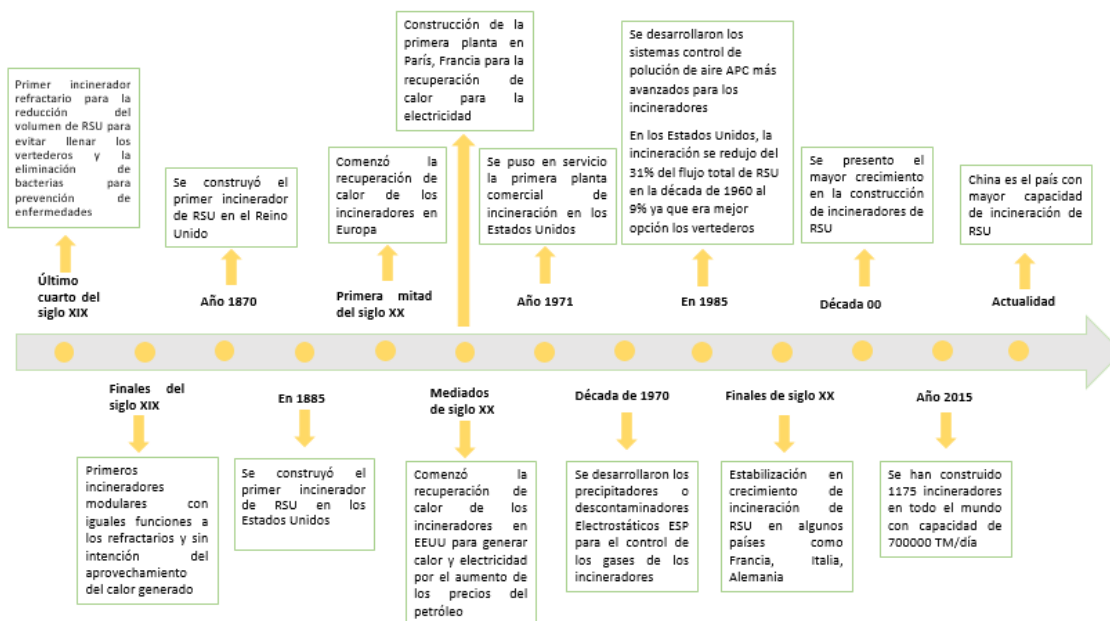 Primer incinerador
refractario para la
reducción del
volumen de RSU para
evitar llenar los
vertederos y la
eliminación de
bacterias para
prevención de
enfermedades
Último
cuarto del
siglo XIX
Finales del
siglo XIX
Primeros
incineradores
modulares con
iguales funciones a
los refractarios y sin
intención del
aprovechamiento
del calor generado
Se construyó el
primer incinerador
de RSU en el Reino
Unido
Año 1870
En 1885
Se construyó el
primer incinerador
de RSU en los
Estados Unidos
Comenzó la
recuperación de
calor de los
incineradores en
Europa
Primera mitad
del siglo XX
Construcción de la
primera planta en
París, Francia para la
recuperación de
calor para la
electricidad
Mediados
de siglo XX
Comenzó la
recuperación de
calor de los
incineradores en
EEUU para generar
calor y electricidad
por el aumento de
los precios del
petróleo
Se puso en servicio
la primera planta
comercial de
incineración en los
Estados Unidos
Año 1971
Década de 1970
Se desarrollaron los
precipitadores o
descontaminadores
Electrostáticos ESP
para el control de
los gases de los
incineradores
Se desarrollaron los
sistemas control de
polución de aire APC más
avanzados para los
incineradores
En los Estados Unidos, la
incineración se redujo del
31% del flujo total de RSU
en la década de 1960 al
9% ya que era mejor
opción los vertederos
En 1985
Finales de siglo XX
Estabilización en
crecimiento de
incineración de
RSU en algunos
países como
Francia, Italia,
Alemania
Se presento el
mayor crecimiento
en la construcción
de incineradores de
RSU
Década 00
Año 2015
Se han construido
1175 incineradores
en todo el mundo
con capacidad de
700000 TM/día
China es el país con
mayor capacidad
de incineración de
RSU
Actualidad